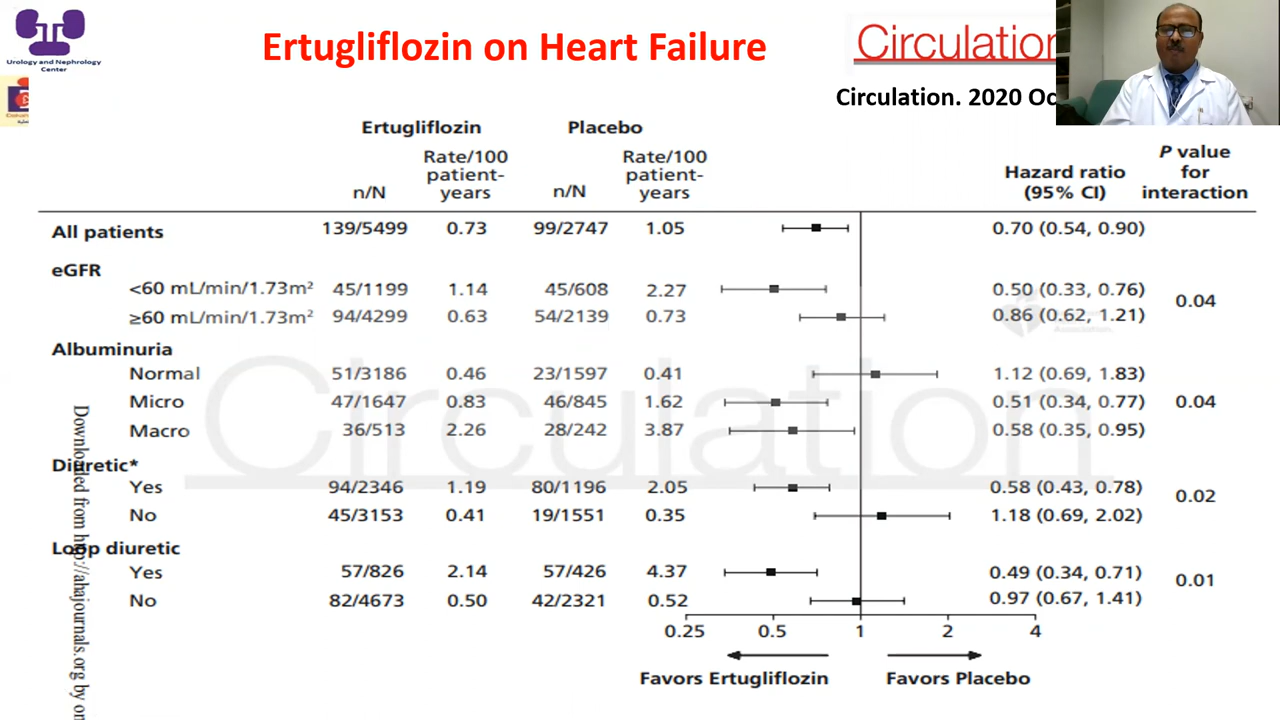 Urology and Nephrology
Center
Ertugliflozin on Heart Failure
Circulation
Circulation. 2020 Oc
Ertugliflozin Placebo
Rate/100 patient-years Rate/100 patient-years
n/N n/N
Hazard ratio (95% CI)
P value for interaction
All patients 139/5499 0.73 99/2747 1.05 0.70 (0.54, 0.90)
eGFR
<60 mL/min/1.73m² 45/1199 1.14 45/608 2.27 0.50 (0.33, 0.76)
0.04
≥60 mL/min/1.73m² 94/4299 0.63 54/2139 0.73 0.86 (0.62, 1.21)
Albuminuria
Normal 51/3186 0.46 23/1597 0.41 1.12 (0.69, 1.83)
Micro 47/1647 0.83 46/845 1.62 0.51 (0.34, 0.77) 0.04
Macro 36/513 2.26 28/242 3.87 0.58 (0.35, 0.95)
Diuretic*
Yes 94/2346 1.19 80/1196 2.05 0.58 (0.43, 0.78)
0.02
No 45/3153 0.41 19/1551 0.35 1.18 (0.69, 2.02)
Loop diuretic
Yes 57/826 2.14 57/426 4.37 0.49 (0.34, 0.71)
0.01
No 82/4673 0.50 42/2321 0.52 0.97 (0.67, 1.41)
0.25 0.5 1 2 4
Favors Ertugliflozin Favors Placebo
Circulation
Downloaded from http://ahajournals.org by on